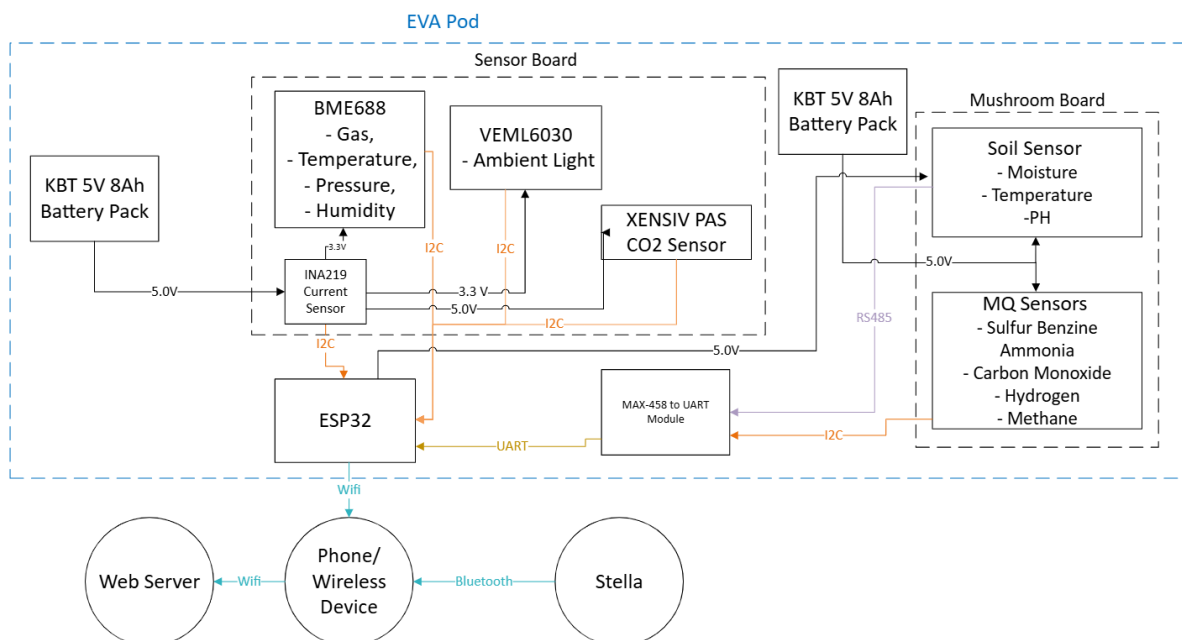 EVA Pod
Sensor Board
BME688
- Gas,
- Temperature,
- Pressure,
- Humidity
VEML6030
- Ambient Light
KBT 5V 8Ah
Battery Pack
Mushroom Board
Soil Sensor
- Moisture
- Temperature
-PH
KBT 5V 8Ah
Battery Pack
XENSIV PAS
CO2 Sensor
3.3V
I2C
I2C
INA219
Current
Sensor
5.0V
3.3 V
5.0V
I2C
5.0V
MQ Sensors
- Sulfur Benzine
Ammonia
- Carbon Monoxide
- Hydrogen
- Methane
RS485
I2C
5.0V
ESP32
MAX-458 to UART
Module
UART
I2C
Wifi
Web Server
Wifi
Phone/
Wireless
Device
Bluetooth
Stella